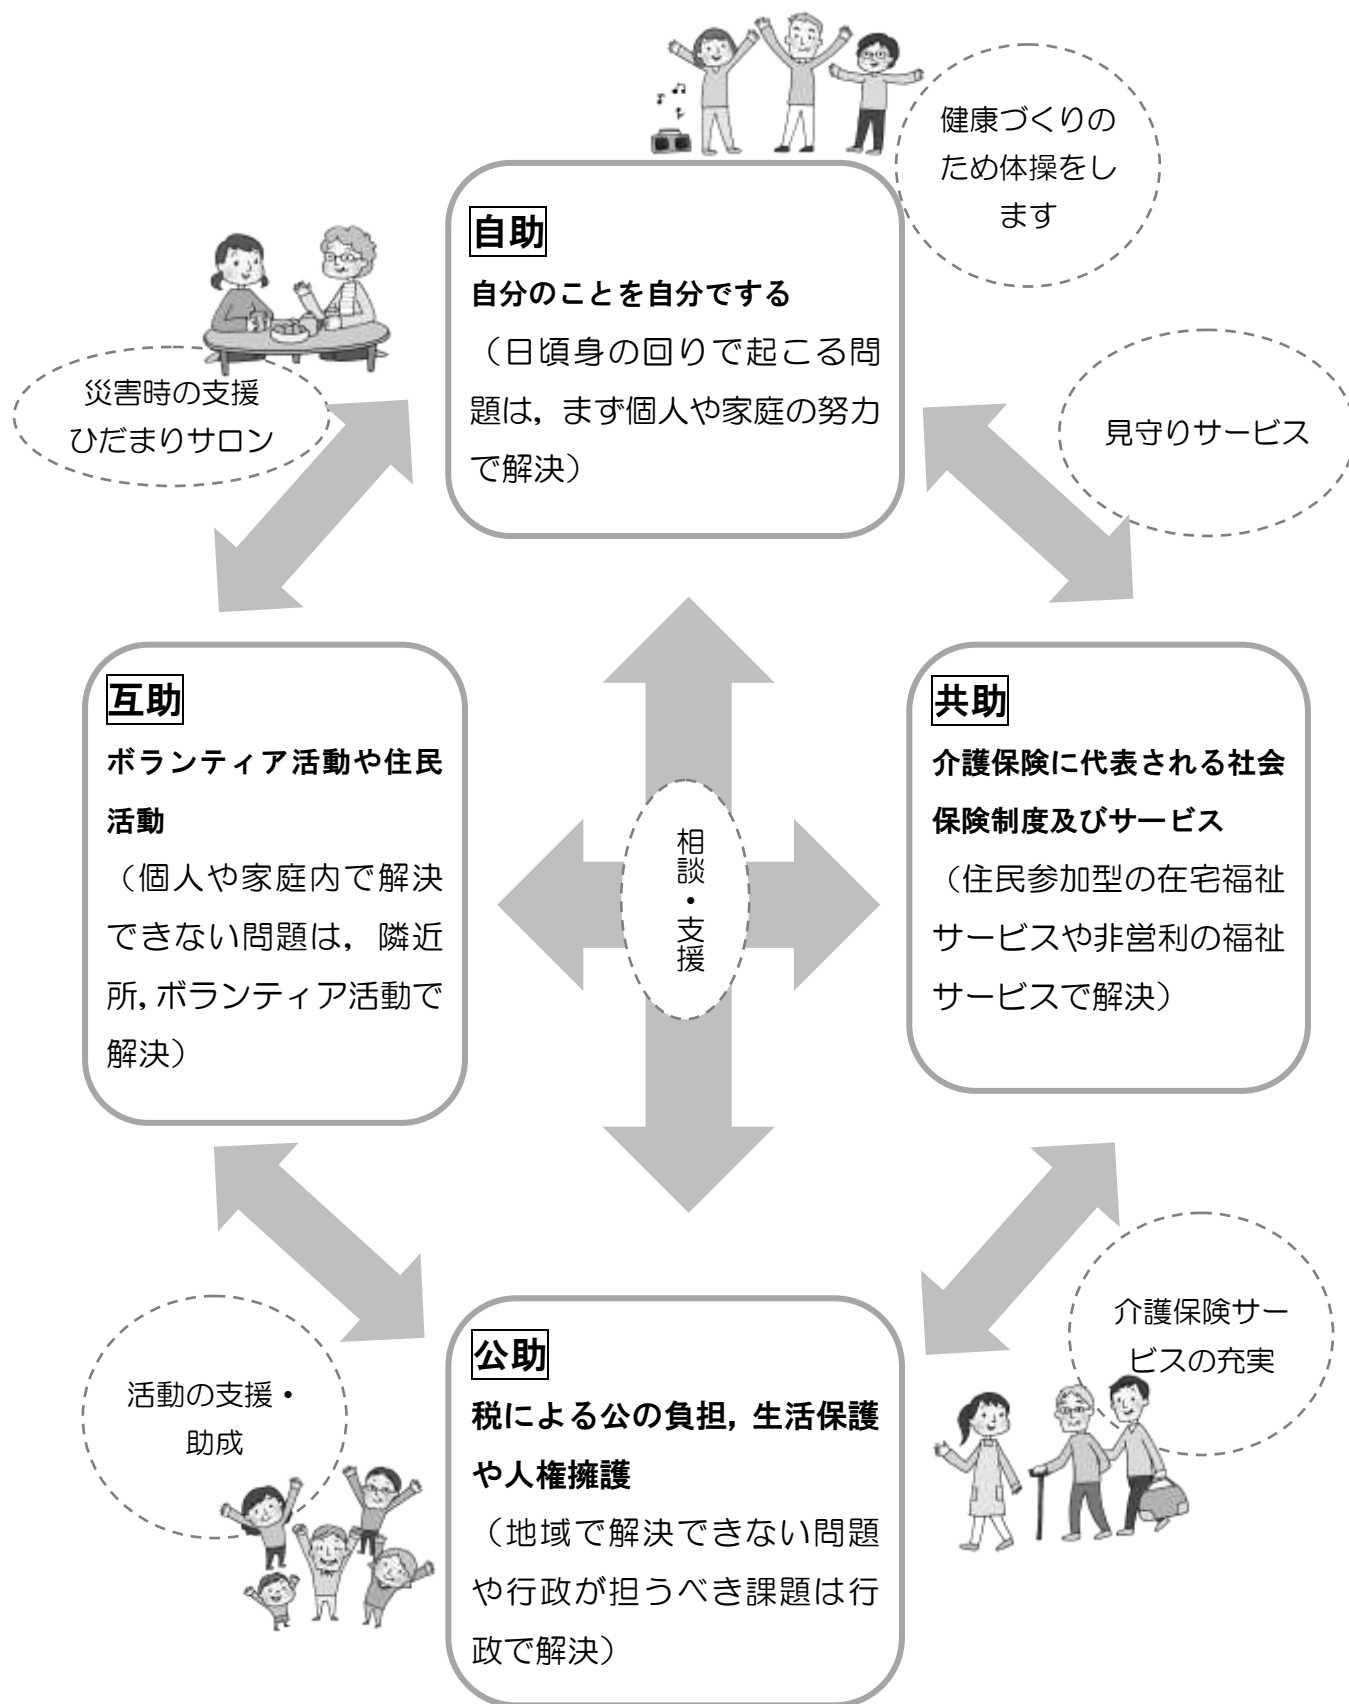 健康づくりの
ため体操をし
ます
自助
自分のことを自分でする
（日頃身の回りで起こる問
題は，まず個人や家庭の努力
で解決）
災害時の支援
ひだまりサロン
見守りサービス
互助
ボランティア活動や住民
活動
（個人や家庭内で解決
できない問題は，隣近
所，ボランティア活動で
解決）
相談・支援
共助
介護保険に代表される社会
保険制度及びサービス
（住民参加型の在宅福祉
サービスや非営利の福祉
サービスで解決）
活動の支援・
助成
介護保険サー
ビスの充実
公助
税による公の負担，生活保護
や人権擁護
（地域で解決できない問題
や行政が担うべき課題は行
政で解決）